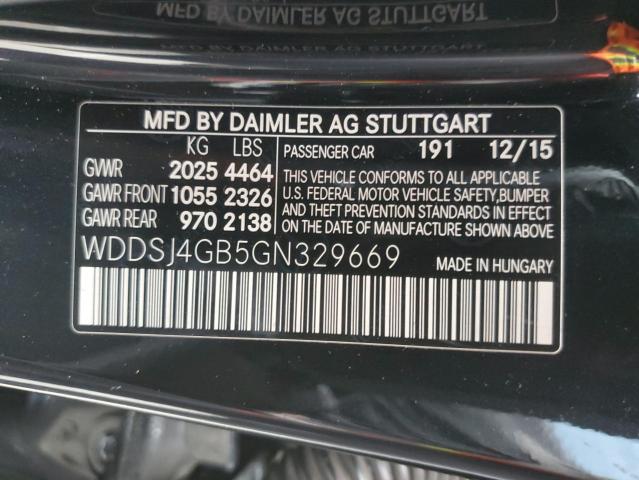 MFD BY DAIMLER AG STUTTGART
KG LBS
GVWR 2025 4464
GAWR FRONT 1055 2326
GAWR REAR 970 2138
PASSENGER CAR 191 12/15
THIS VEHICLE CONFORMS TO ALL APPLICABLE
U.S. FEDERAL MOTOR VEHICLE SAFETY, BUMPER
AND THEFT PREVENTION STANDARDS IN
EFFECT ON THE DATE OF MANUFACTURE
SHOWN ABOVE.
WDDSJ4GB5GN329669
MADE IN HUNGARY